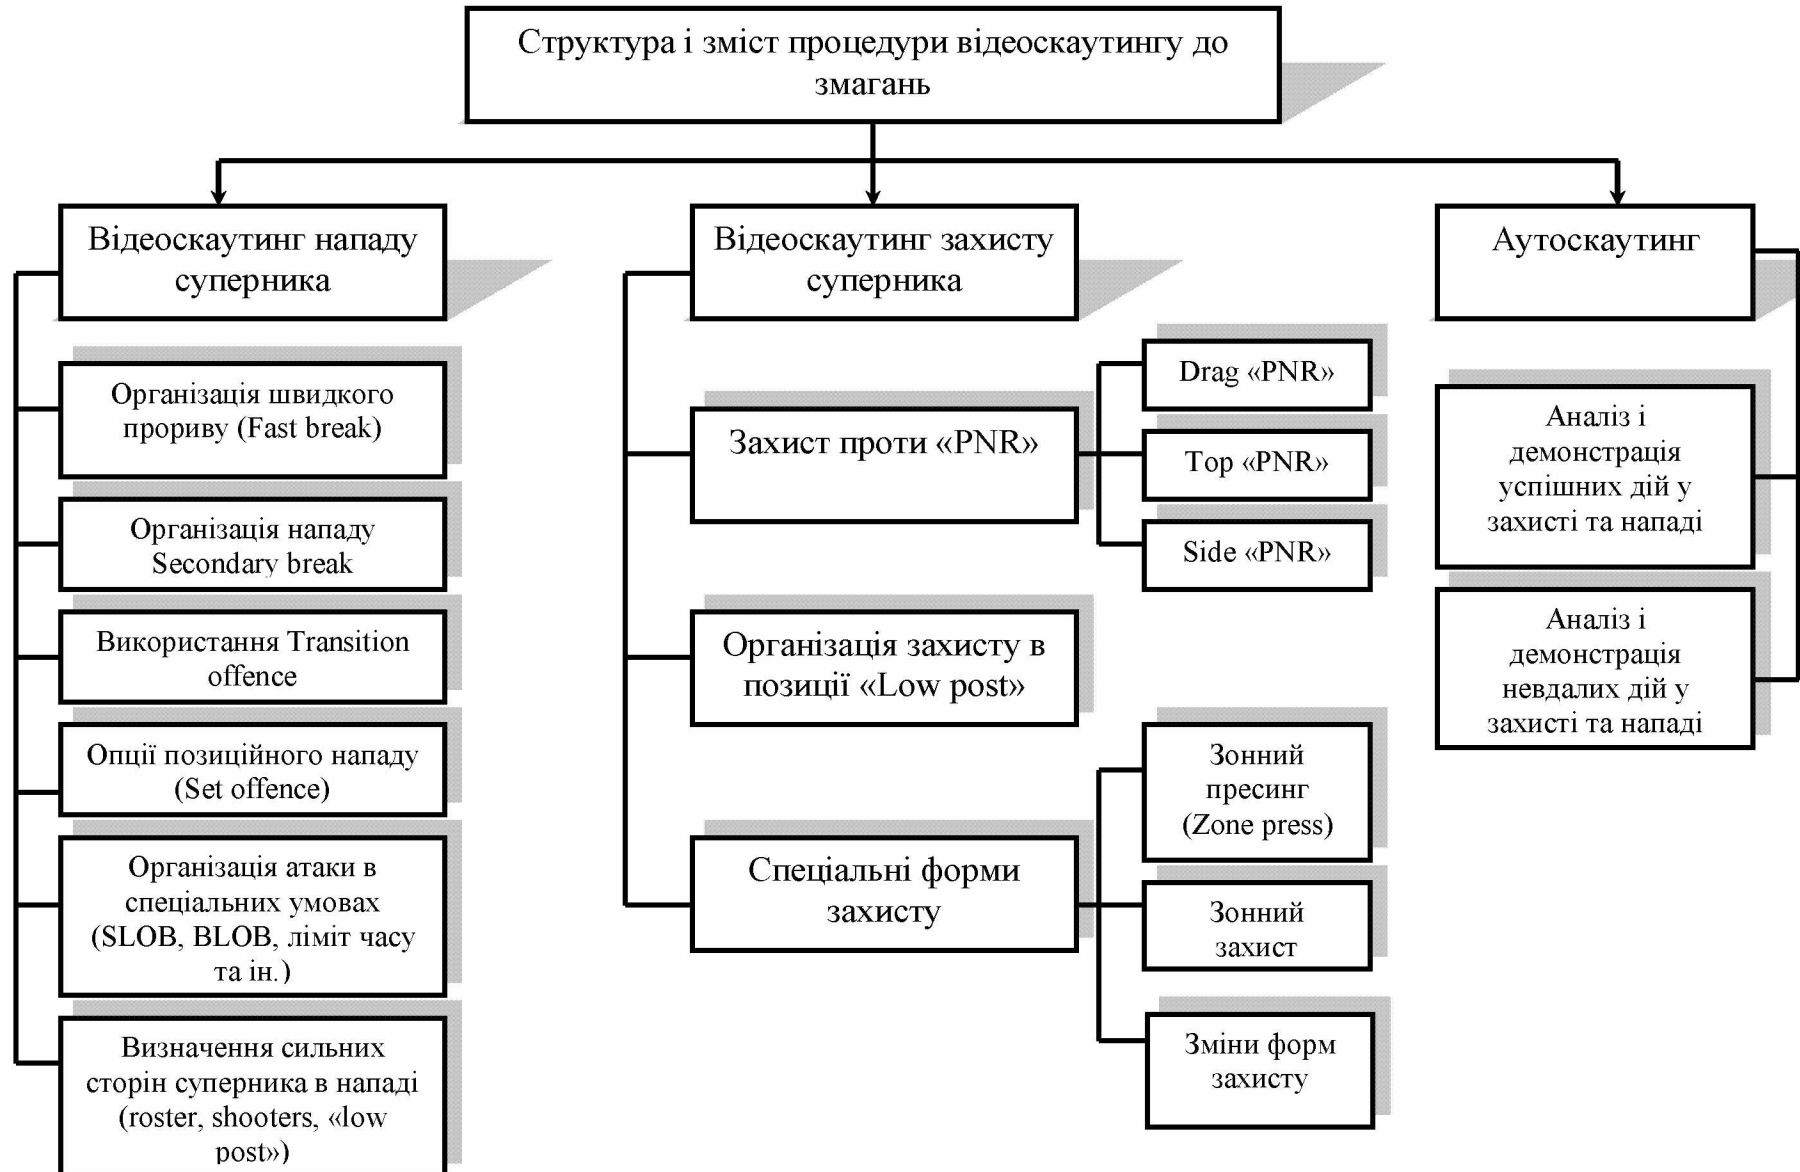 Структура і зміст процедури відеоскаутингу до
змагань
Відеоскаутинг нападу
суперника
Організація швидкого
прориву (Fast break)
Організація нападу
Secondary break
Використання Transition
offence
Опції позиційного нападу
(Set offence)
Організація атаки в
спеціальних умовах
(SLOB, BLOB, ліміт часу
та ін.)
Визначення сильних
сторін суперника в нападі
(roster, shooters, «low
post»)
Відеоскаутинг захисту
суперника
Захист проти «PNR»
Drag «PNR»
Top «PNR»
Side «PNR»
Організація захисту в
позиції «Low post»
Спеціальні форми
захисту
Зонний
пресинг
(Zone press)
Зонний
захист
Зміни форм
захисту
Аутоскаутинг
Аналіз і
демонстрація
успішних дій у
захисті та нападі
Аналіз і
демонстрація
невдалих дій у
захисті та нападі